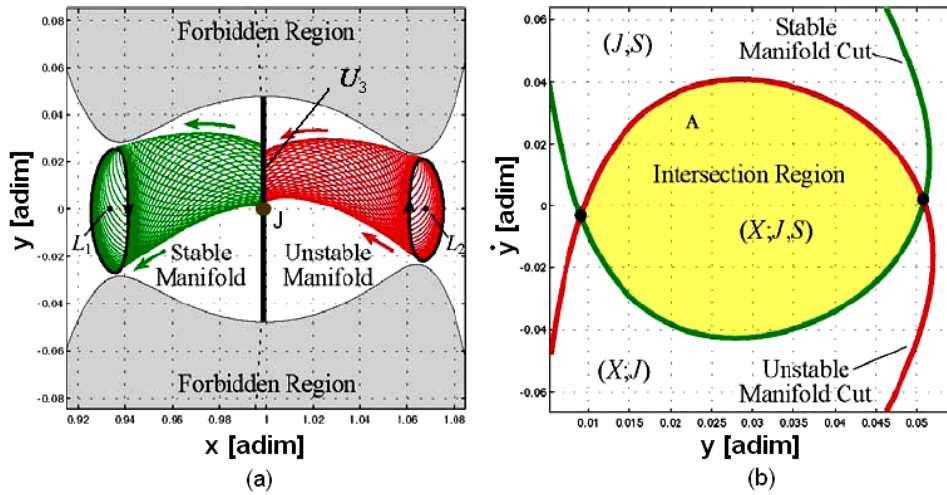 0.08
0.06
0.04
0.02
0
-0.02
-0.04
-0.06
-0.08
y [adim]
Forbidden Region
U3
L1
J
L2
Stable
Manifold
Unstable
Manifold
Forbidden Region
0.92 0.94 0.96 0.98 1 1.02 1.04 1.06 1.08
x [adim]
(a)
0.06
0.04
0.02
0
-0.02
-0.04
-0.06
ẏ [adim]
(J,S)
Stable
Manifold Cut
A
Intersection Region
(X;J,S)
(X;J)
Unstable
Manifold Cut
0.01 0.015 0.02 0.025 0.03 0.035 0.04 0.045 0.05
y [adim]
(b)